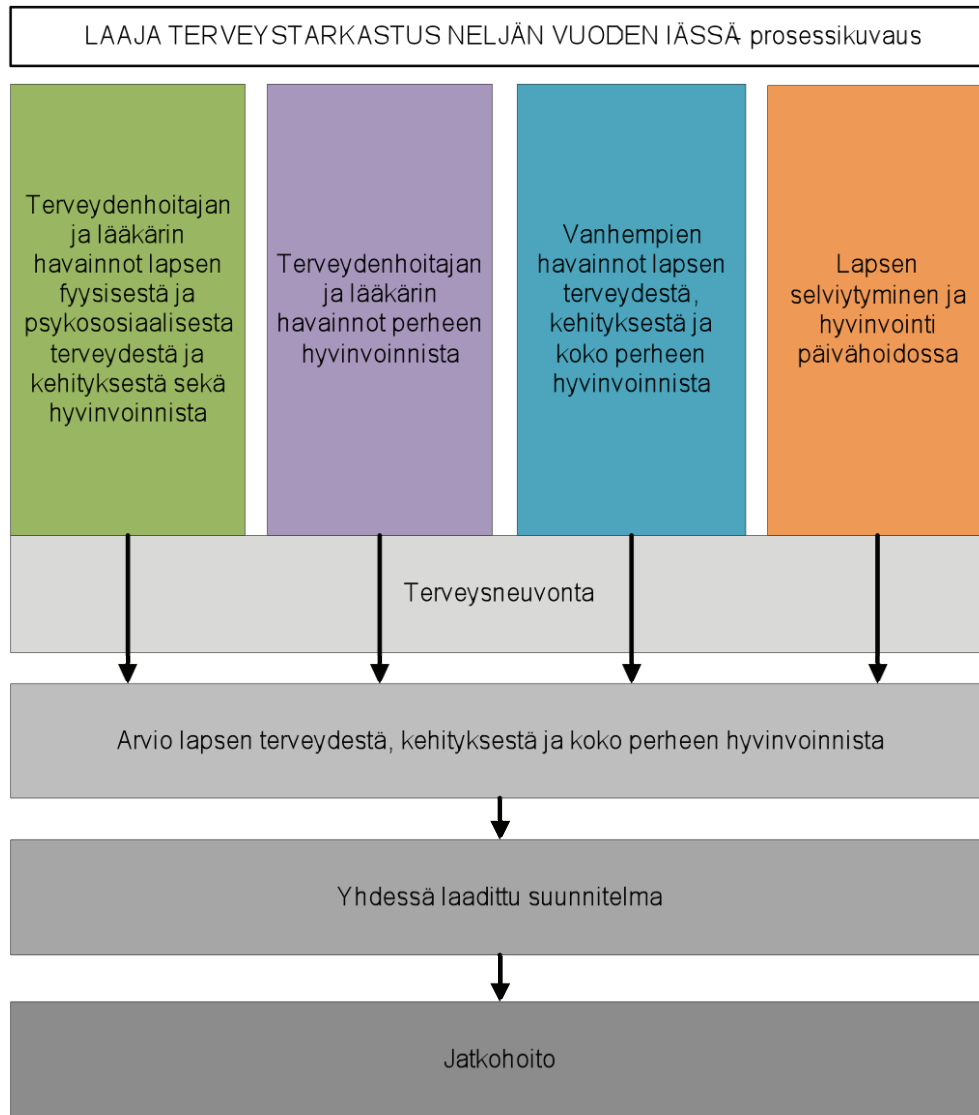 LAAJA TERVEYSTARKASTUS NELJÄN VUODEN IÄSSÄ- prosessikuvaus
Terveydenhoitajan
ja lääkärin
havainnot lapsen
fyysisestä ja
psykososiaalisesta
terveydestä ja
kehityksestä sekä
hyvinvoinnista
Terveydenhoitajan
ja lääkärin
havainnot perheen
hyvinvoinnista
Vanhempien
havainnot lapsen
terveydestä,
kehityksestä ja
koko perheen
hyvinvoinnista
Lapsen
selviytyminen ja
hyvinvointi
päivähoidossa
Terveysneuvonta
Arvio lapsen terveydestä, kehityksestä ja koko perheen hyvinvoinnista
Yhdessä laadittu suunnitelma
Jatkohoito